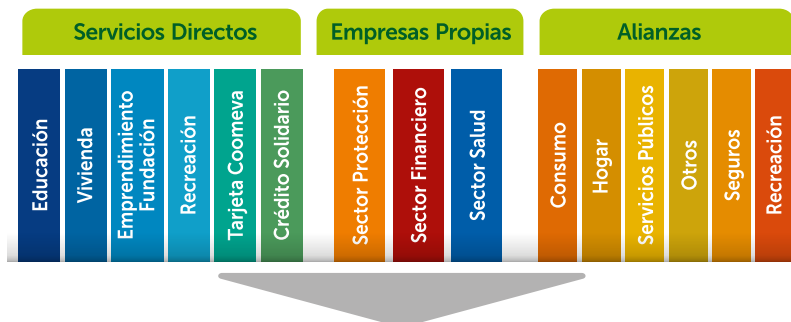 Servicios Directos
Empresas Propias
Alianzas
Educación
Vivienda
Emprendimiento
Fundación
Recreación
Tarjeta Coomeva
Crédito Solidario
Sector Protección
Sector Financiero
Sector Salud
Consumo
Hogar
Servicios Públicos
Otros
Seguros
Recreación